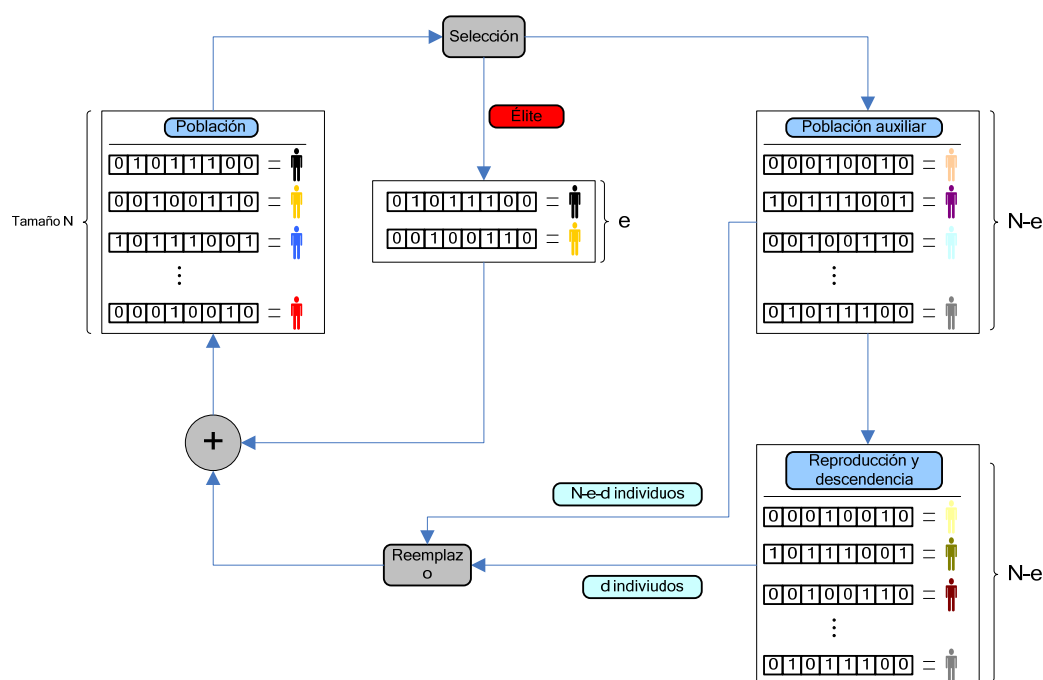 Selección
Élite
Población
0 1 0 1 1 1 0 0 =
0 0 1 0 0 1 1 0 =
1 0 1 1 1 0 0 1 =
⋮
0 0 0 1 0 0 1 0 =
Tamaño N
0 1 0 1 1 1 0 0 =
0 0 1 0 0 1 1 0 =
e
Población auxiliar
0 0 0 1 0 0 1 0 =
1 0 1 1 1 0 0 1 =
0 0 1 0 0 1 1 0 =
⋮
0 1 0 1 1 1 0 0 =
N-e
+
N-e-d individuos
Reemplaz
o
d indiviudos
Reproducción y
descendencia
0 0 0 1 0 0 1 0 =
1 0 1 1 1 0 0 1 =
0 0 1 0 0 1 1 0 =
⋮
0 1 0 1 1 1 0 0 =
N-e